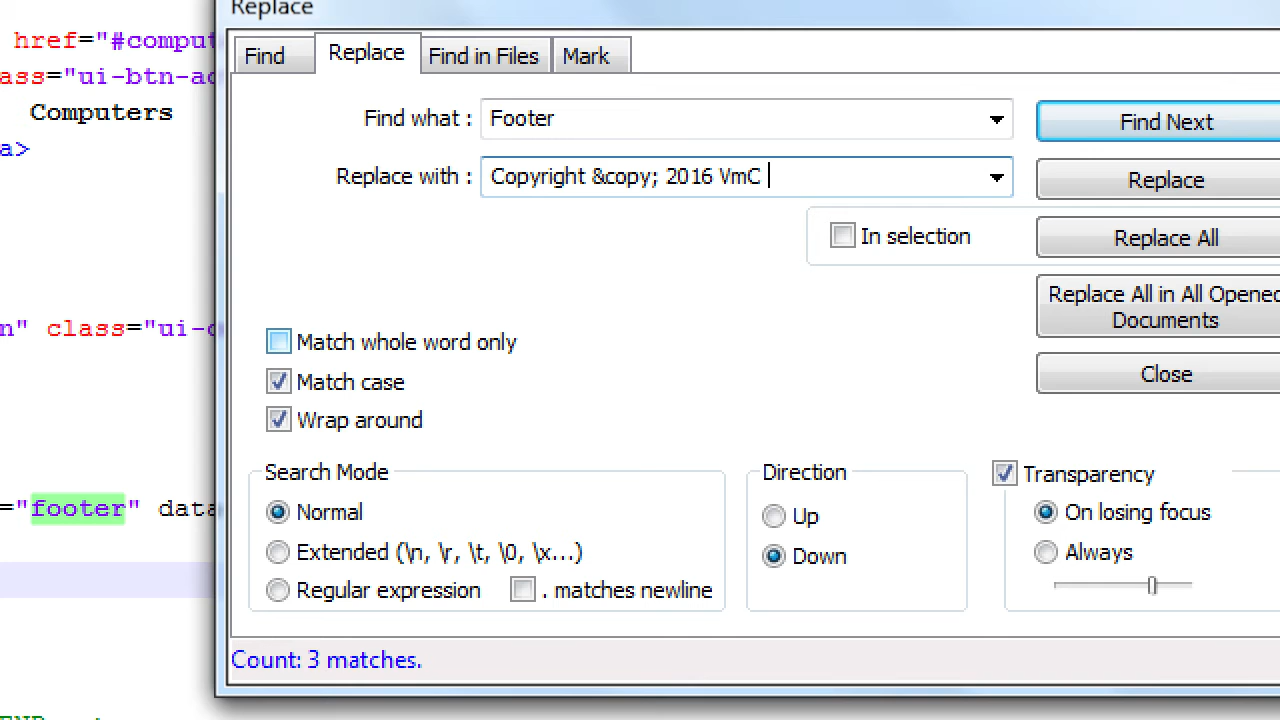 Replace
href="#comput
ass="ui-btn-ac
Computers
a>
n" class="ui-
="footer" data
Find
Replace
Find in Files
Mark
Find what :
Footer
Find Next
Replace with :
Copyright &copy; 2016 VmC
Replace
In selection
Replace All
Replace All in All Opened
Documents
Match whole word only
Close
Match case
Wrap around
Search Mode
Normal
Extended (\n, \r, \t, \0, \x...)
Regular expression
. matches newline
Direction
Up
Down
Transparency
On losing focus
Always
Count: 3 matches.